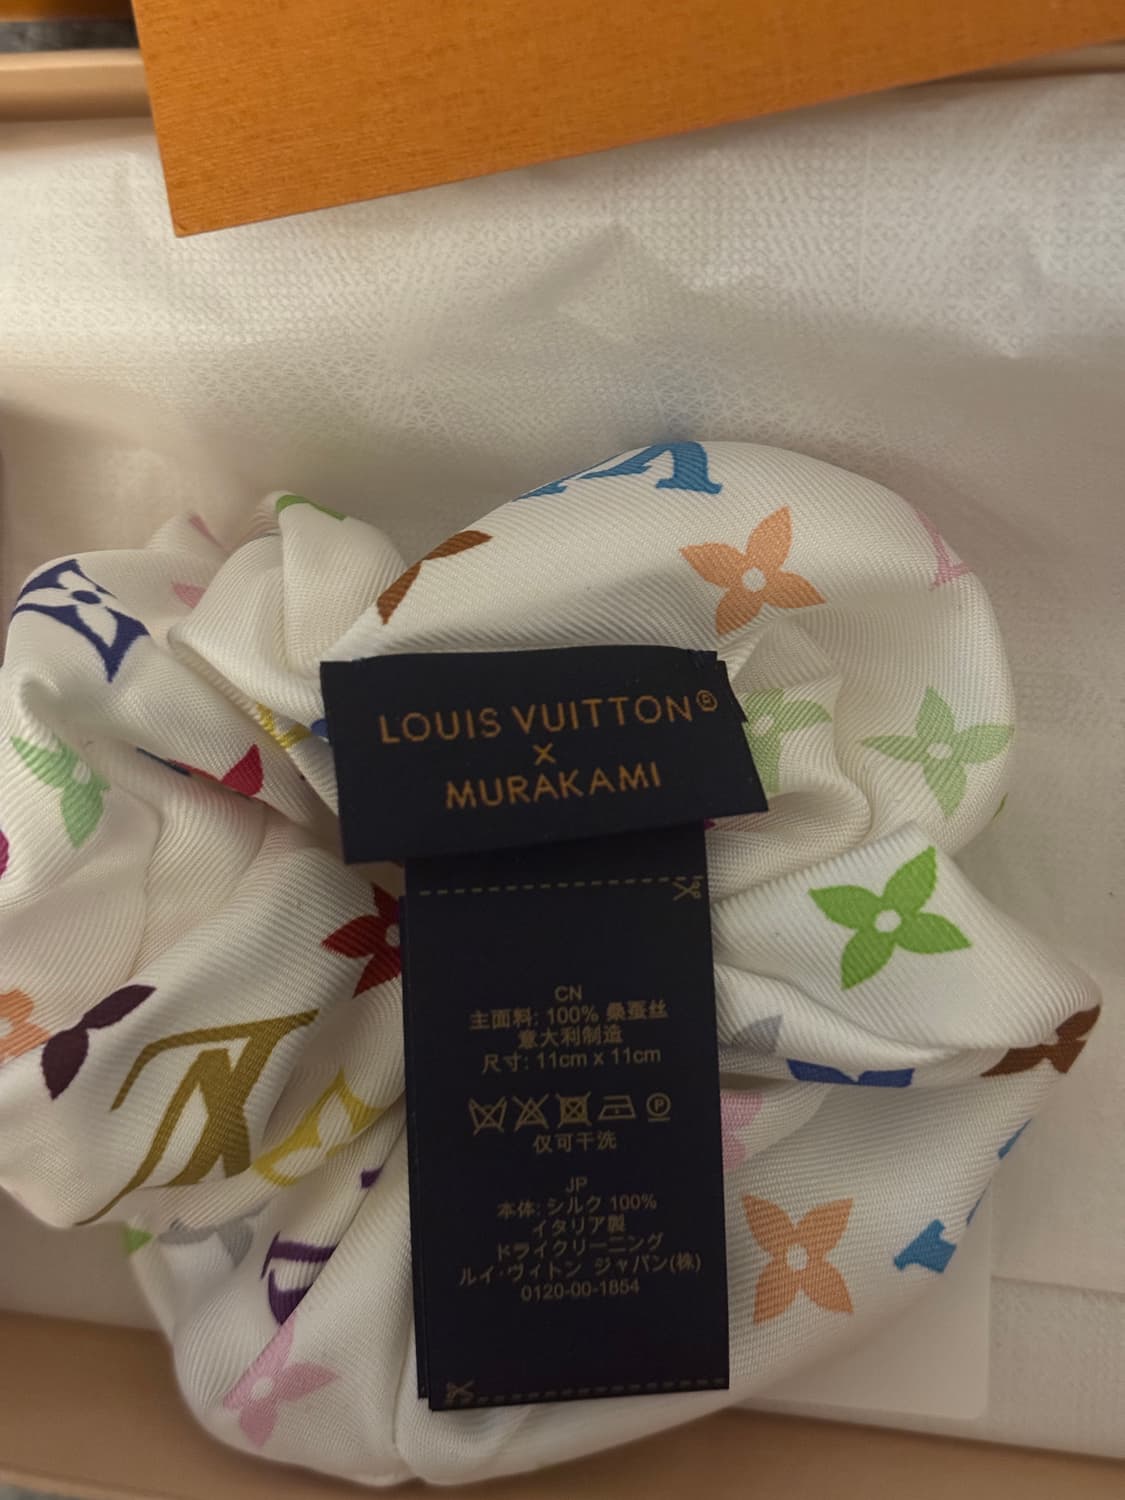 LOUIS VUITTON®
×
MURAKAMI
CN
主面料: 100% 桑蚕丝
意大利制造
尺寸: 11cm x 11cm
P
仅可干洗
JP
本体: シルク 100%
イタリア製
ドライクリーニング
ルイ・ヴィトン ジャパン(株)
0120-00-1854